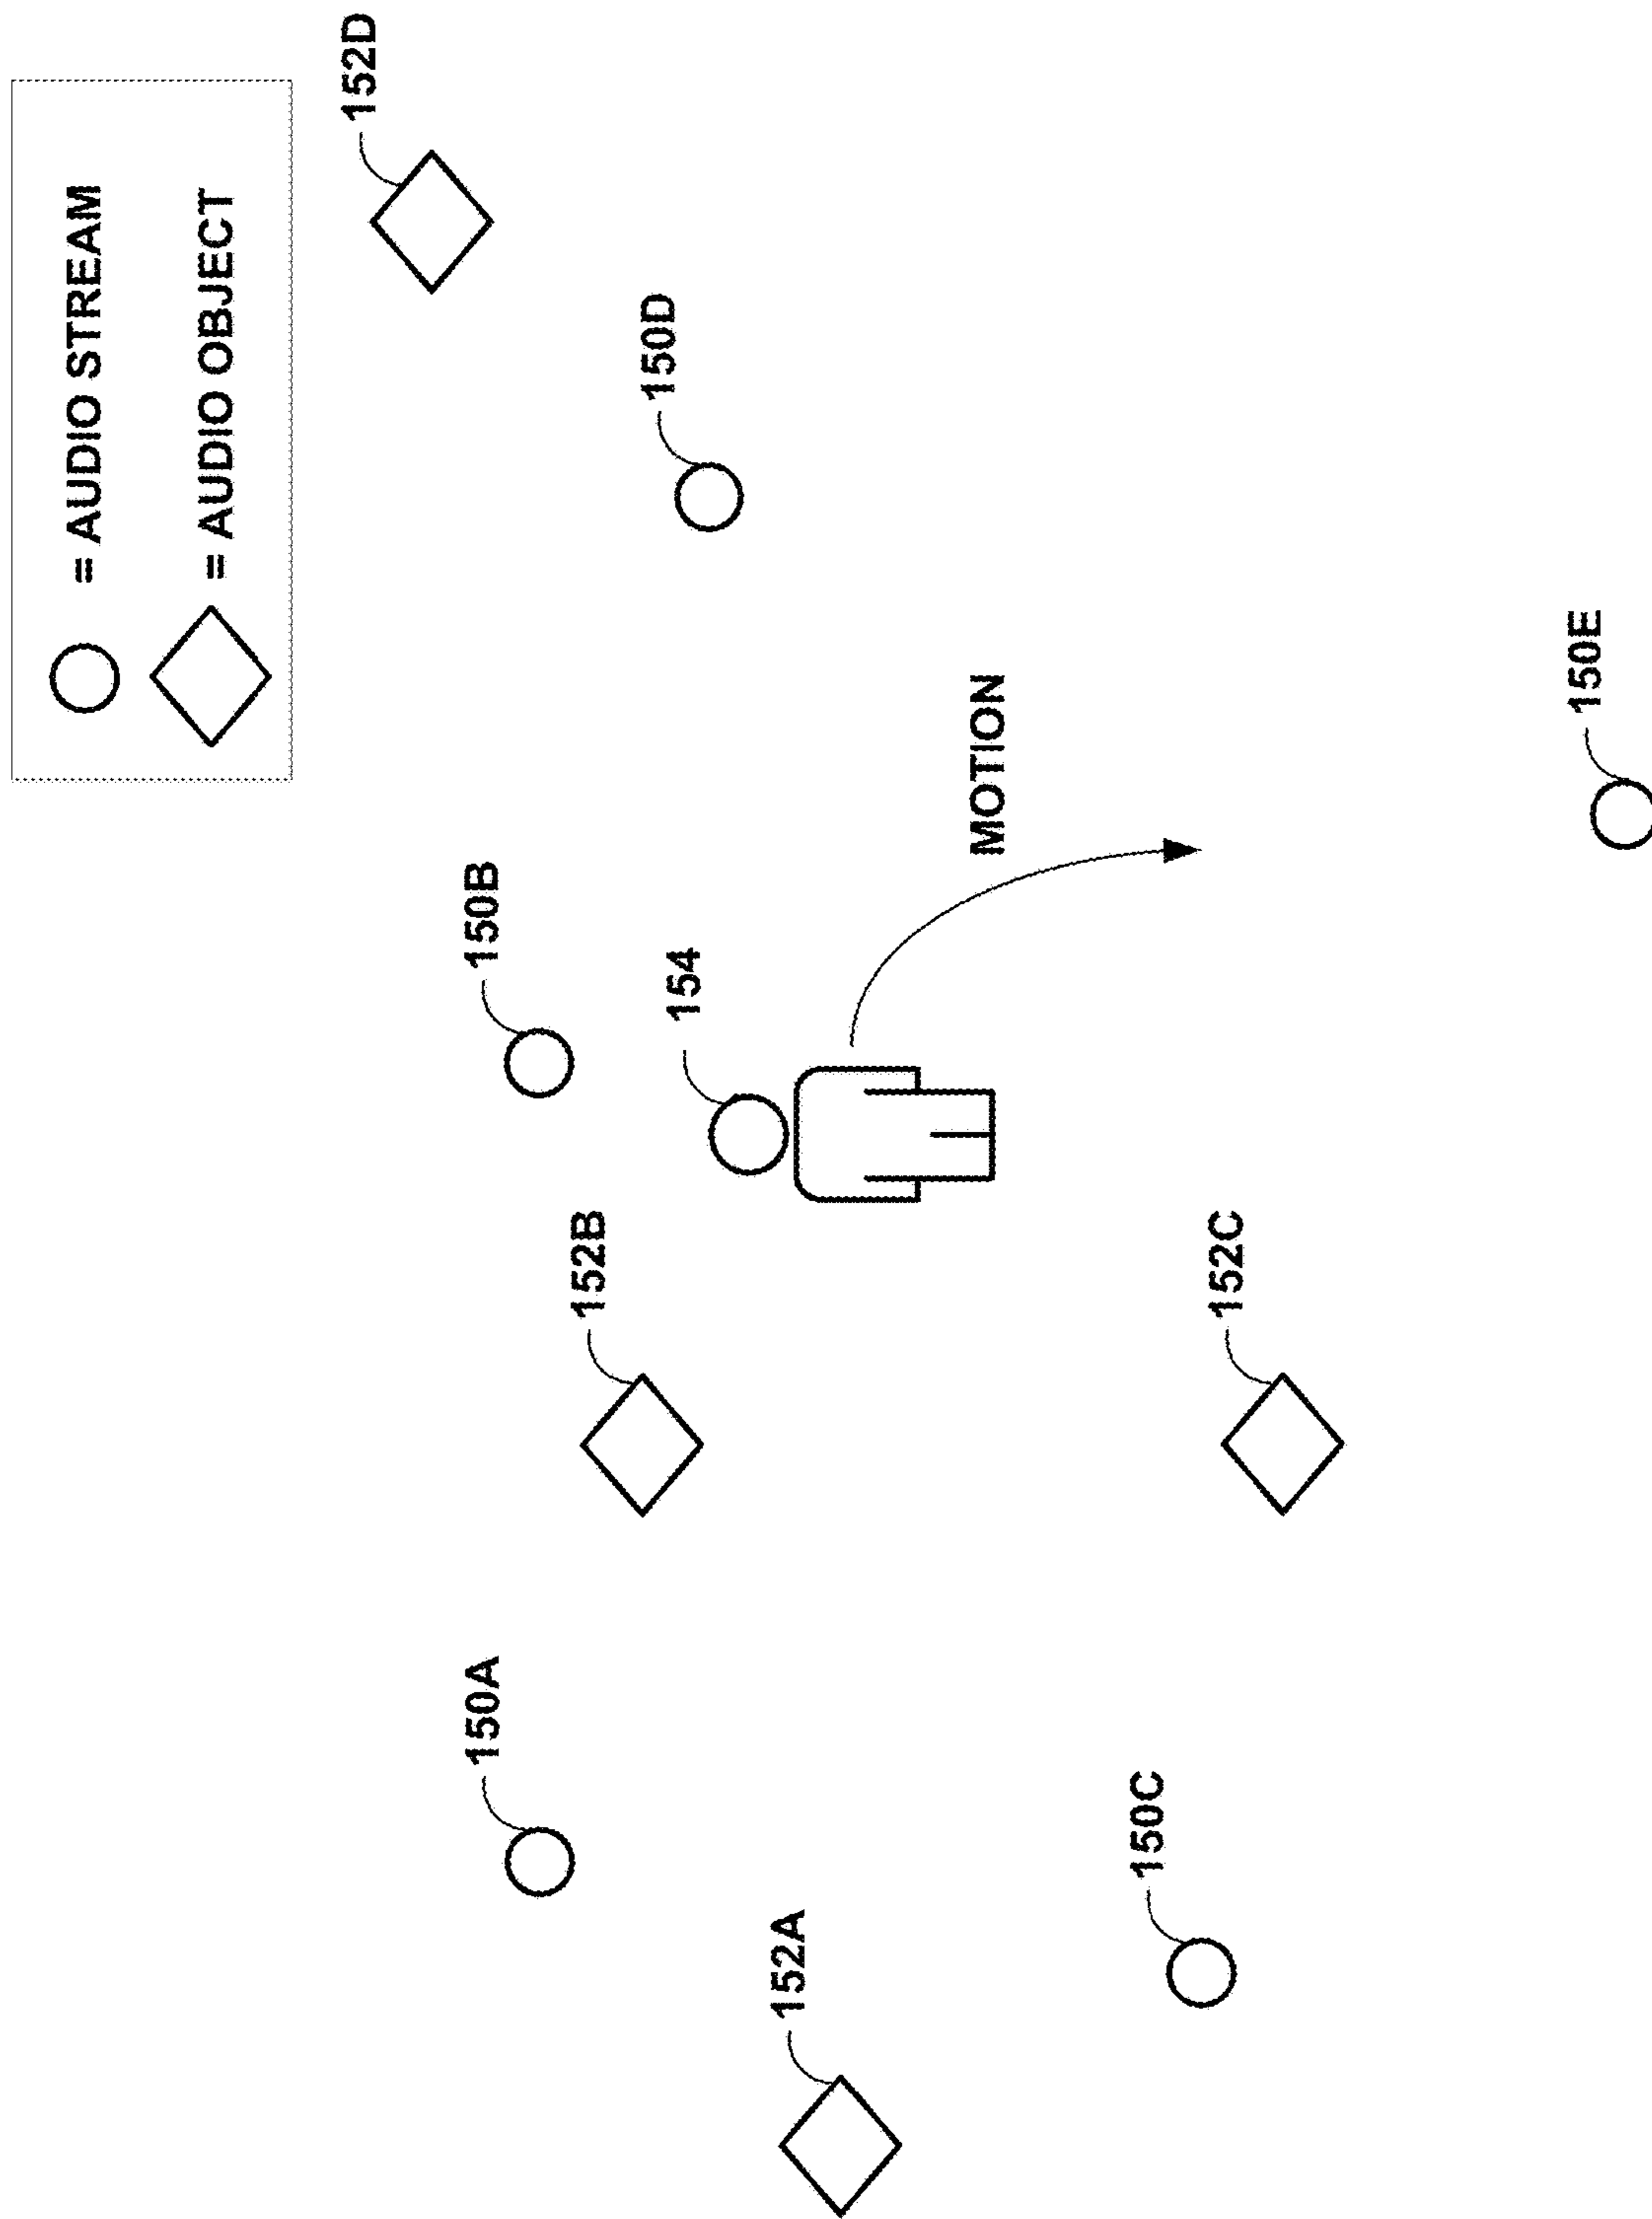 = AUDIO STREAM
= AUDIO OBJECT
152D
150A
150B
152B
150D
154
152A
MOTION
150C
152C
150E